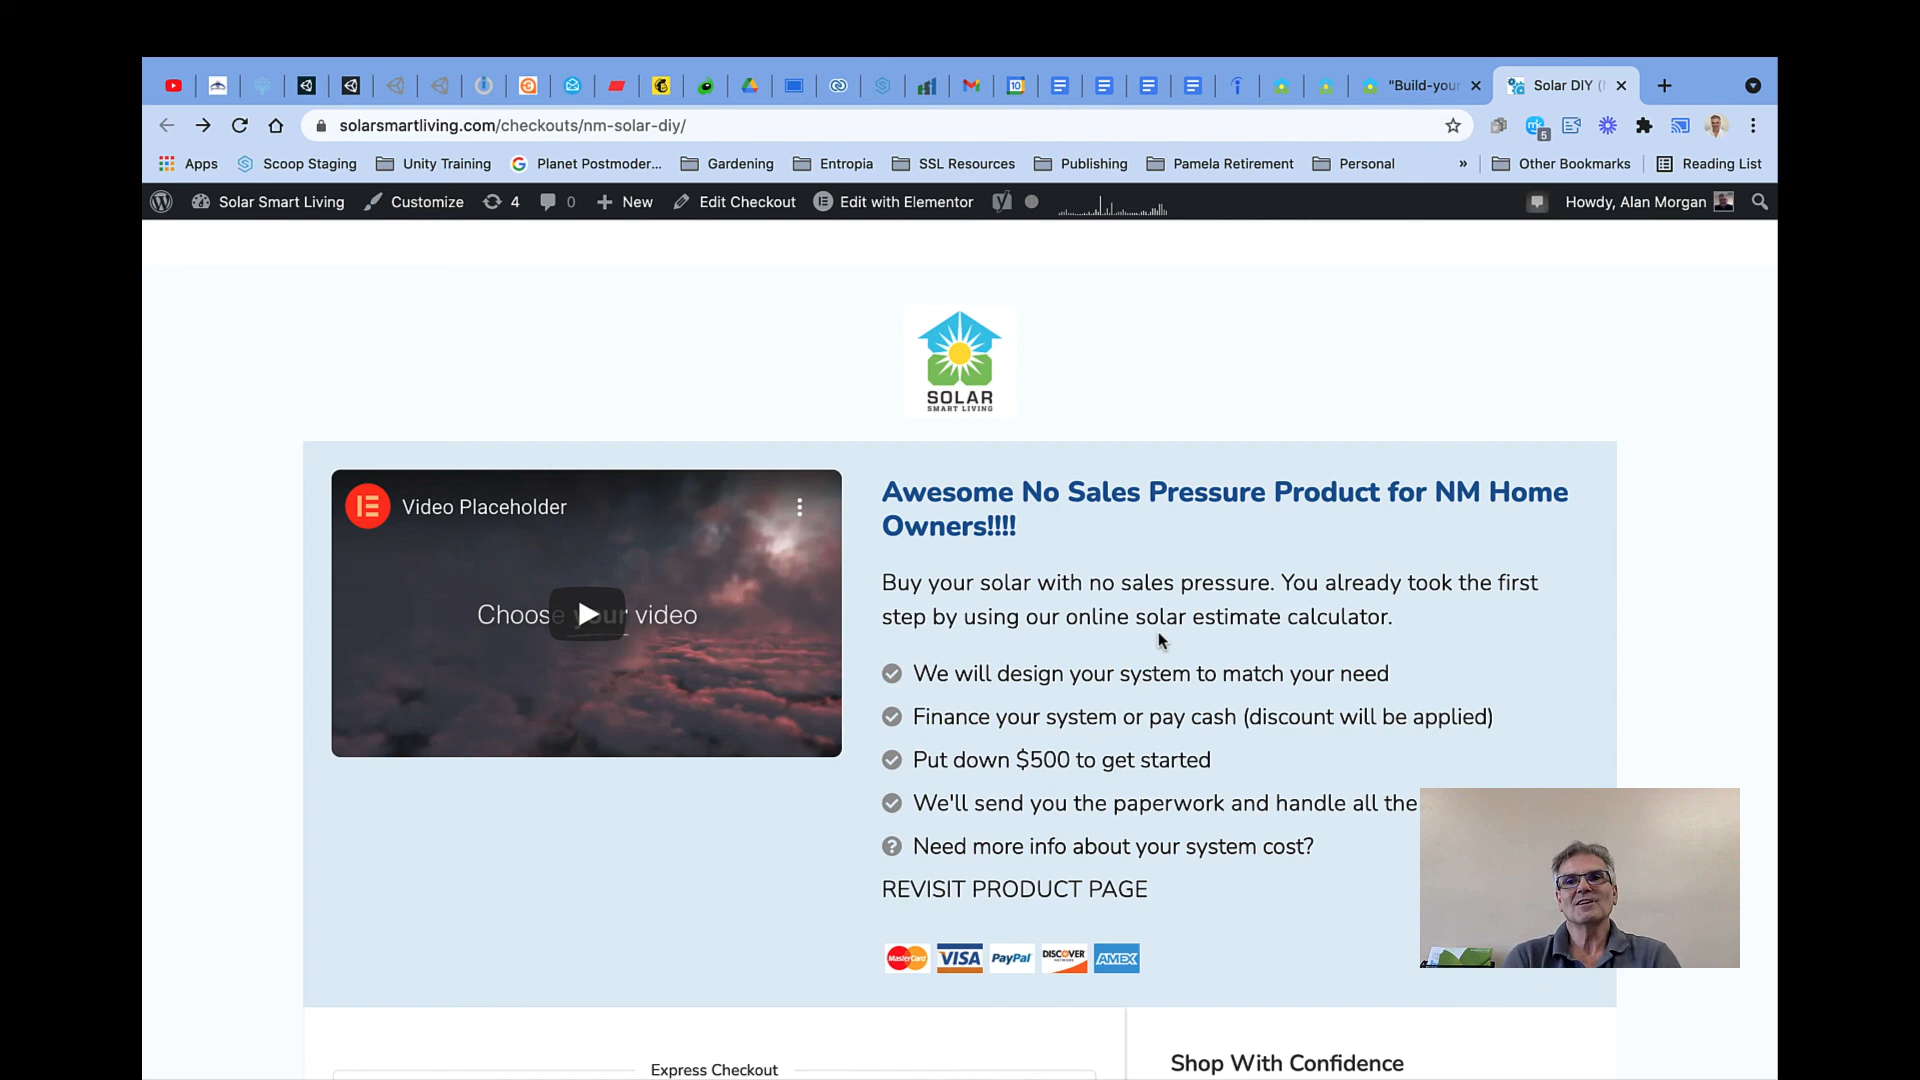 "Build-your
Solar DIY (
solarsmartliving.com/checkouts/nm-solar-diy/
5
10
Apps
Scoop Staging
Unity Training
Planet Postmoder...
Gardening
Entropia
SSL Resources
Publishing
Pamela Retirement
Personal
»
Other Bookmarks
Reading List
Solar Smart Living
Customize
4
0
New
Edit Checkout
Edit with Elementor
Howdy, Alan Morgan
SOLAR
SMART LIVING
Video Placeholder
Choose your video
Awesome No Sales Pressure Product for NM Home
Owners!!!!
Buy your solar with no sales pressure. You already took the first
step by using our online solar estimate calculator.
We will design your system to match your need
Finance your system or pay cash (discount will be applied)
Put down $500 to get started
We'll send you the paperwork and handle all the
Need more info about your system cost?
REVISIT PRODUCT PAGE
MasterCard
VISA
PayPal
DISCOVER
AMEX
Express Checkout
Shop With Confidence